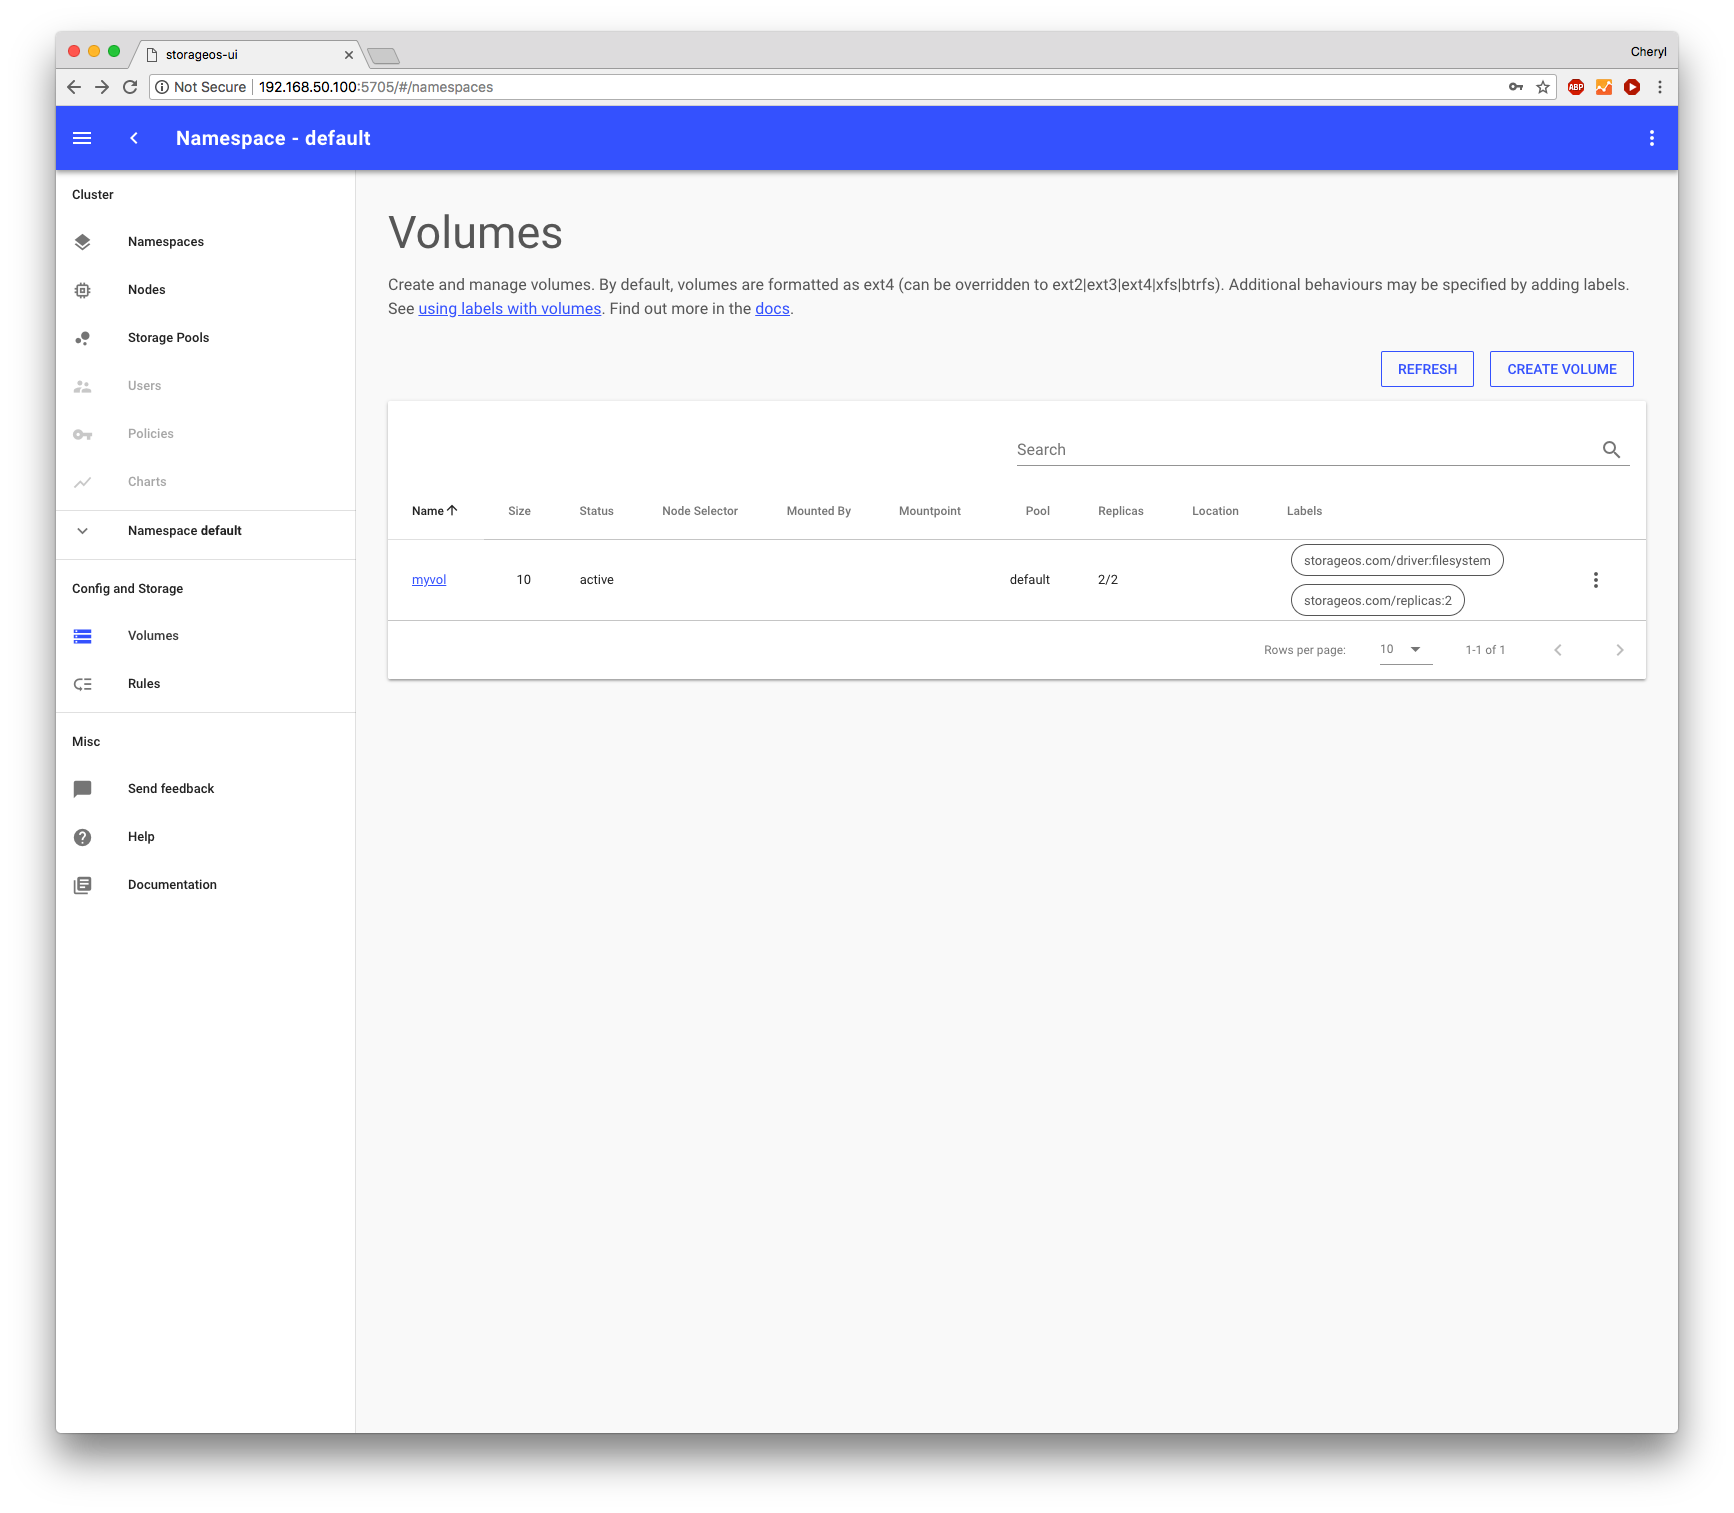 storageos-ui
Cheryl
Not Secure
192.168.50.100:5705/#/namespaces
ABP
Namespace - default
Cluster
Namespaces
Nodes
Storage Pools
Users
Policies
Charts
Namespace default
Config and Storage
Volumes
Rules
Misc
Send feedback
Help
Documentation
Volumes
Create and manage volumes. By default, volumes are formatted as ext4 (can be overridden to ext2|ext3|ext4|xfs|btrfs). Additional behaviours may be specified by adding labels.
See using labels with volumes. Find out more in the docs.
REFRESH
CREATE VOLUME
Search
Name Size Status Node Selector Mounted By Mountpoint Pool Replicas Location Labels
myvol 10 active default 2/2 storageos.com/driver:filesystem
storageos.com/replicas:2
Rows per page: 10 1-1 of 1